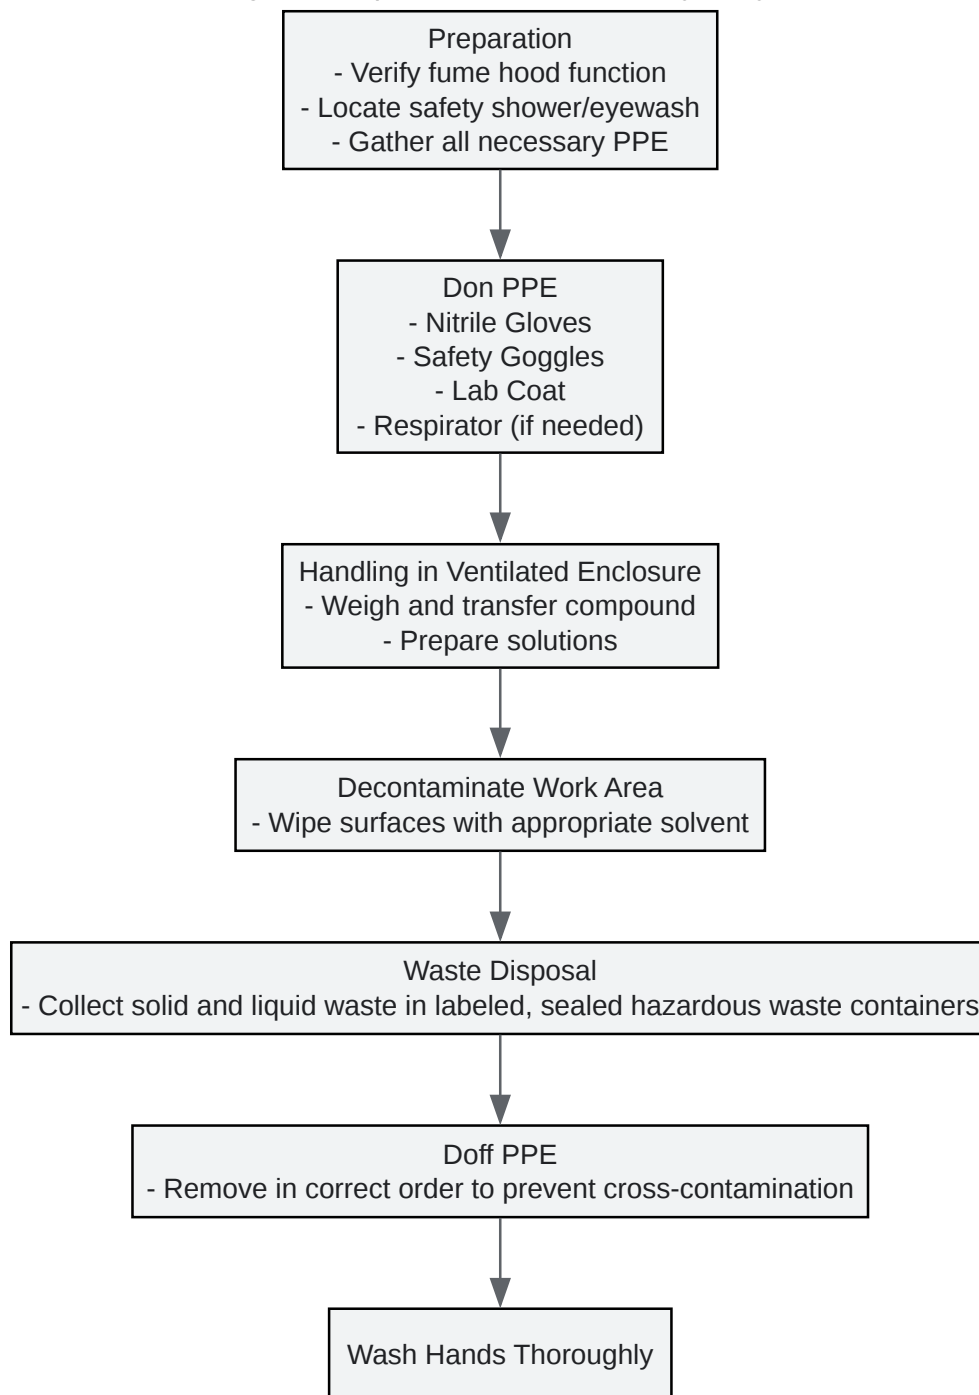 Preparation
- Verify fume hood function
- Locate safety shower/eyewash
- Gather all necessary PPE
Don PPE
- Nitrile Gloves
- Safety Goggles
- Lab Coat
- Respirator (if needed)
Handling in Ventilated Enclosure
- Weigh and transfer compound
- Prepare solutions
Decontaminate Work Area
- Wipe surfaces with appropriate solvent
Waste Disposal
- Collect solid and liquid waste in labeled, sealed hazardous waste containers
Doff PPE
- Remove in correct order to prevent cross-contamination
Wash Hands Thoroughly